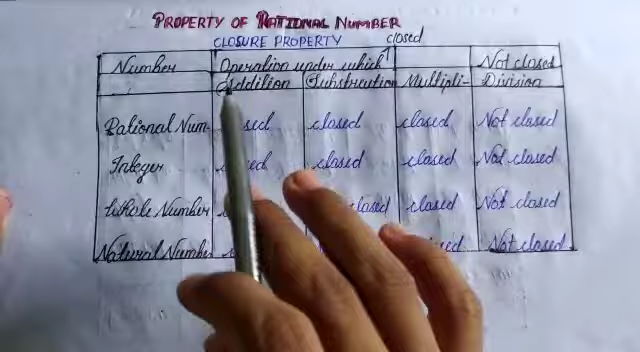 PROPERTY OF RATIONAL NUMBER
CLOSURE PROPERTY closed
Number Operation under which Not closed
Addition Substraction Multipli- Division
Rational Num- closed closed Not closed
Integer closed closed Not closed
Whole Number closed closed Not closed
Natural Number Not closed